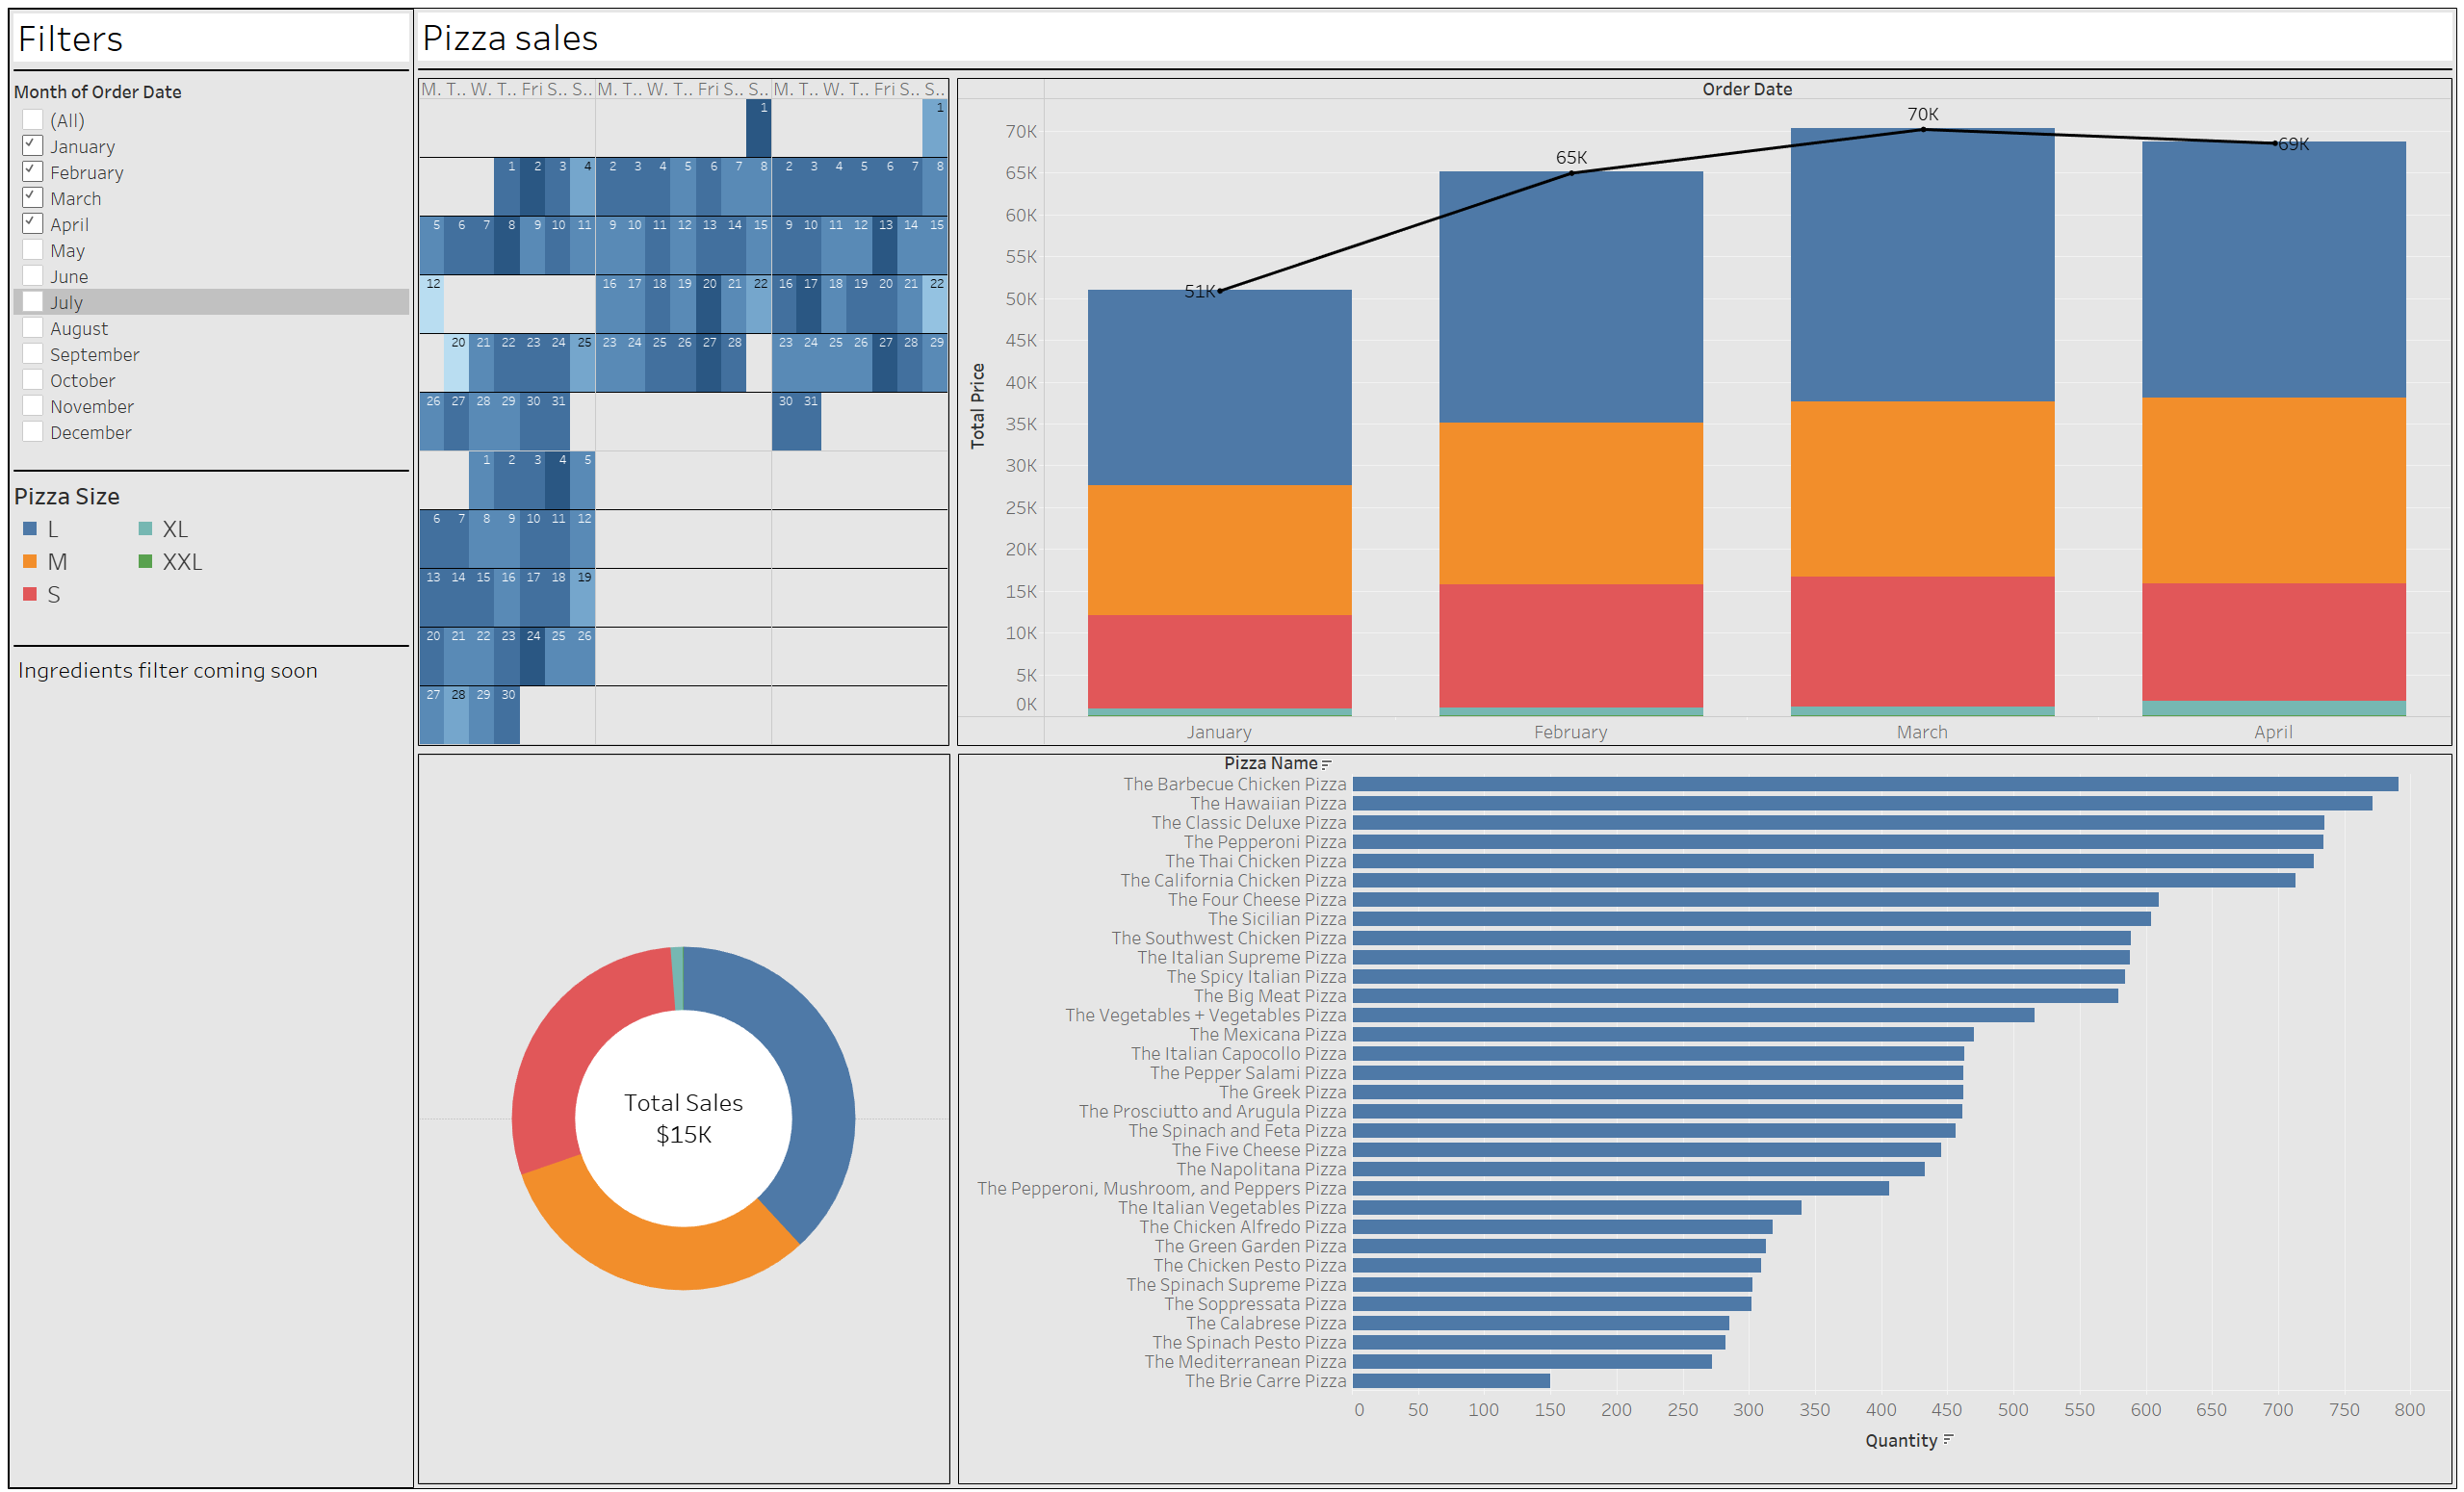 Filters
Month of Order Date
(All)
January
February
March
April
May
June
July
August
September
October
November
December
Pizza Size
L XL
M XXL
S
Ingredients filter coming soon
Pizza sales
M. T.. W. T.. Fri S.. S.. M. T.. W. T.. Fri S.. S.. M. T.. W. T.. Fri S.. S..
1 1
1 2 3 4 2 3 4 5 6 7 8 2 3 4 5 6 7 8
5 6 7 8 9 10 11 9 10 11 12 13 14 15 9 10 11 12 13 14 15
12 16 17 18 19 20 21 22 16 17 18 19 20 21 22
20 21 22 23 24 25 23 24 25 26 27 28 23 24 25 26 27 28 29
26 27 28 29 30 31 30 31
1 2 3 4 5
6 7 8 9 10 11 12
13 14 15 16 17 18 19
20 21 22 23 24 25 26
27 28 29 30
Order Date
Total Price
70K
65K
60K
55K
50K
45K
40K
35K
30K
25K
20K
15K
10K
5K
0K
51K
65K
70K
69K
January February March April
Total Sales
$15K
Pizza Name
The Barbecue Chicken Pizza
The Hawaiian Pizza
The Classic Deluxe Pizza
The Pepperoni Pizza
The Thai Chicken Pizza
The California Chicken Pizza
The Four Cheese Pizza
The Sicilian Pizza
The Southwest Chicken Pizza
The Italian Supreme Pizza
The Spicy Italian Pizza
The Big Meat Pizza
The Vegetables + Vegetables Pizza
The Mexicana Pizza
The Italian Capocollo Pizza
The Pepper Salami Pizza
The Greek Pizza
The Prosciutto and Arugula Pizza
The Spinach and Feta Pizza
The Five Cheese Pizza
The Napolitana Pizza
The Pepperoni, Mushroom, and Peppers Pizza
The Italian Vegetables Pizza
The Chicken Alfredo Pizza
The Green Garden Pizza
The Chicken Pesto Pizza
The Spinach Supreme Pizza
The Soppressata Pizza
The Calabrese Pizza
The Spinach Pesto Pizza
The Mediterranean Pizza
The Brie Carre Pizza
0 50 100 150 200 250 300 350 400 450 500 550 600 650 700 750 800
Quantity